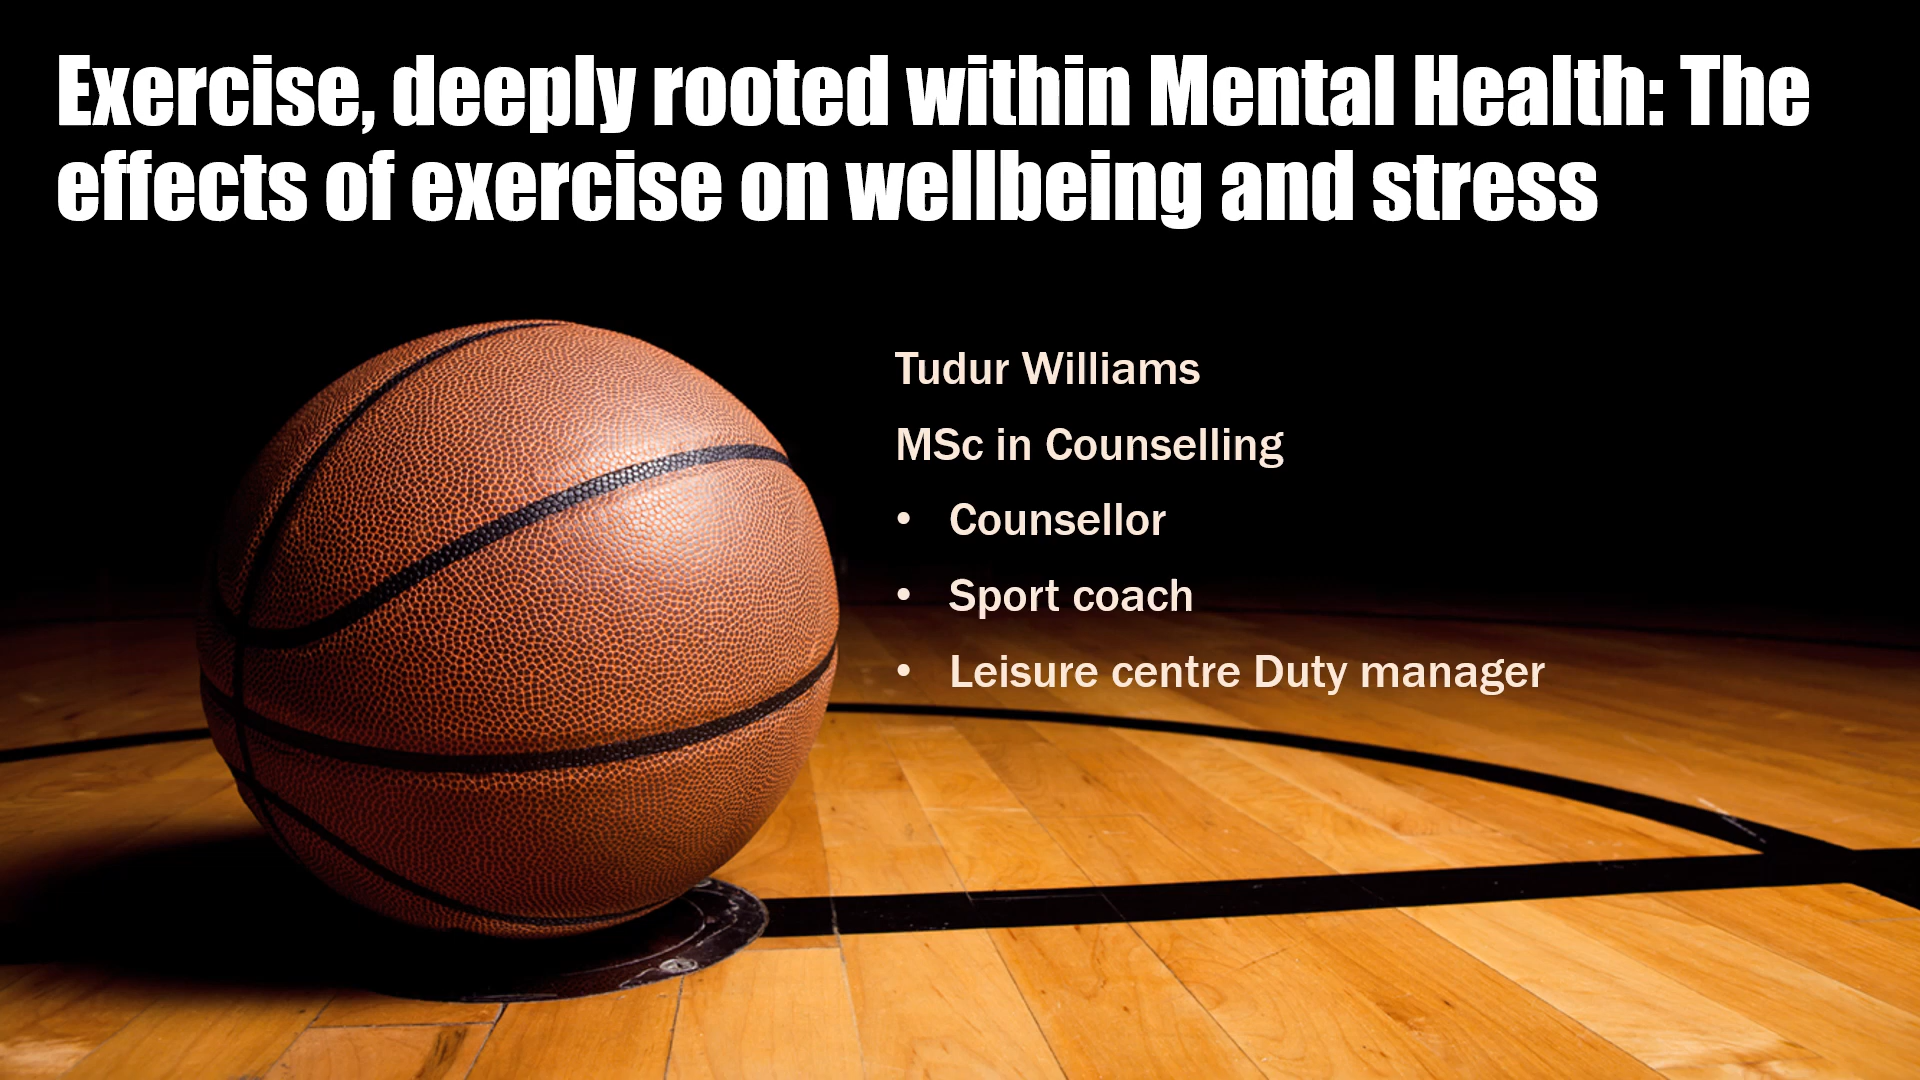 Exercise, deeply rooted within Mental Health: The
effects of exercise on wellbeing and stress
Tudur Williams
MSc in Counselling
• Counsellor
• Sport coach
• Leisure centre Duty manager